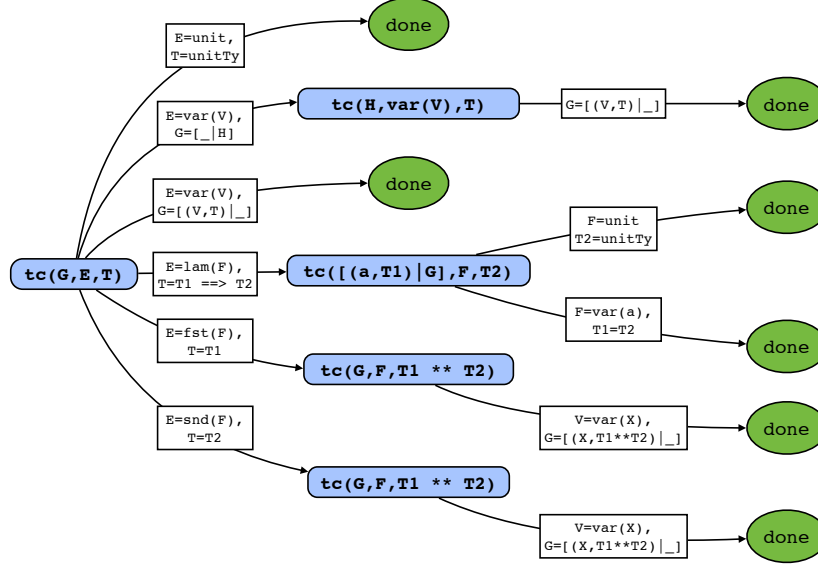 E=unit,
T=unitTy
done
E=var(V),
G=[_|H]
tc(H,var(V),T)
G=[(V,T)|_]
done
E=var(V),
G=[(V,T)|_]
done
F=unit
T2=unitTy
done
tc(G,E,T)
E=lam(F),
T=T1 ==> T2
tc([(a,T1)|G],F,T2)
F=var(a),
T1=T2
done
E=fst(F),
T=T1
tc(G,F,T1 ** T2)
V=var(X),
G=[(X,T1**T2)|_]
done
E=snd(F),
T=T2
tc(G,F,T1 ** T2)
V=var(X),
G=[(X,T1**T2)|_]
done